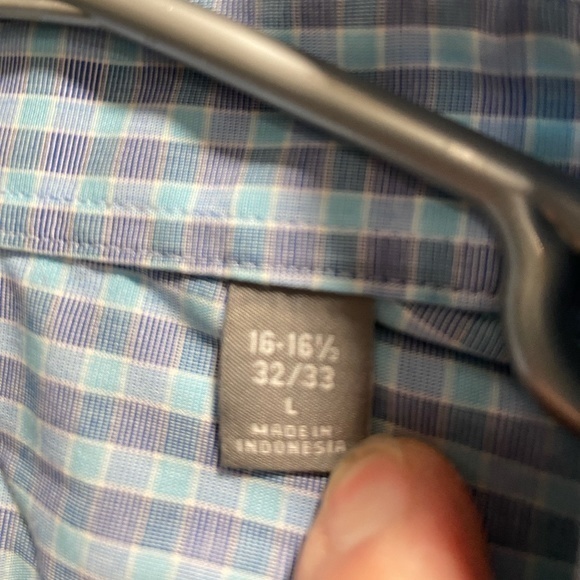 16-16½
32/33
L
MADE IN
INDONESIA